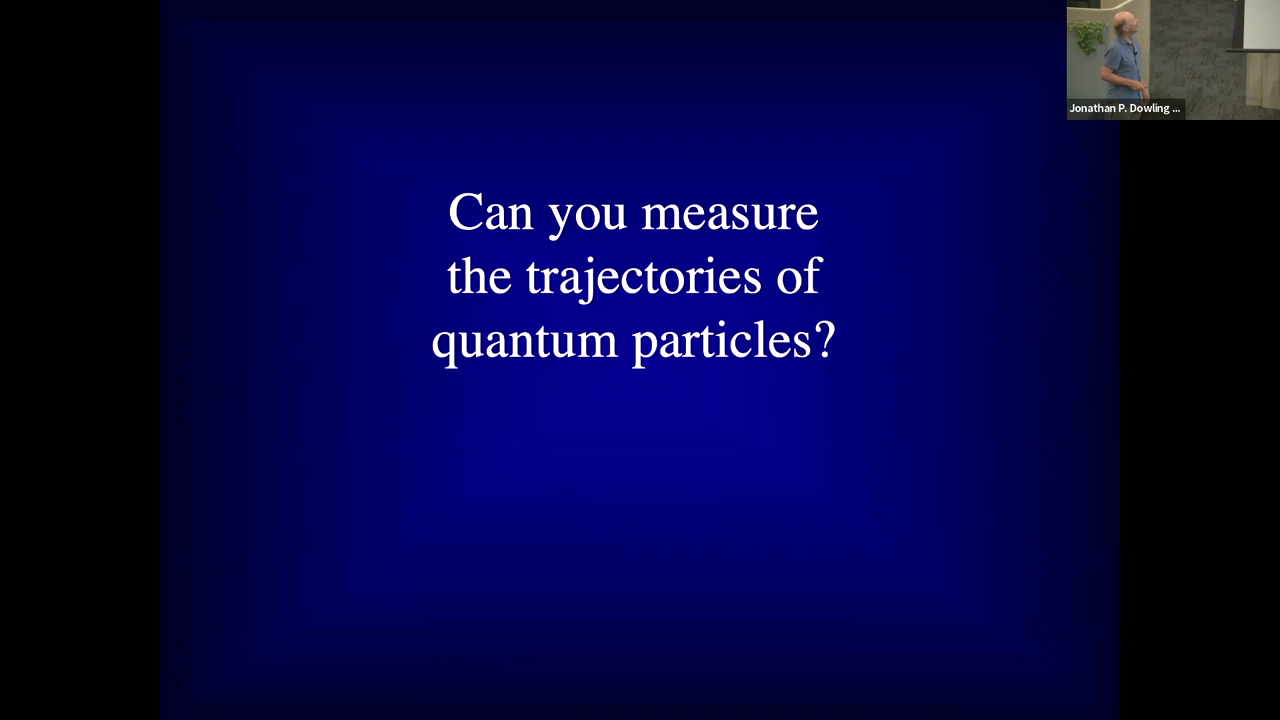 Can you measure
the trajectories of
quantum particles?
Jonathan P. Dowling ...